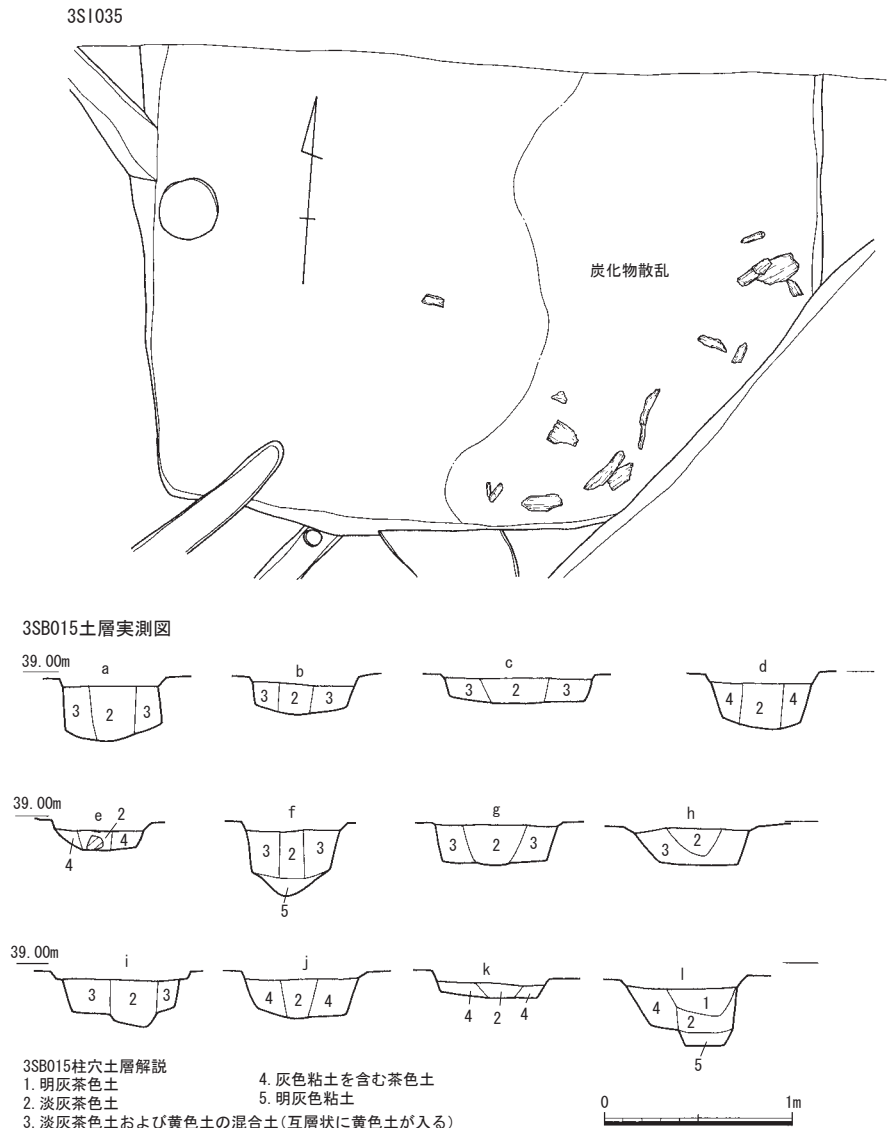 3SI035
炭化物散乱
3SB015土層実測図
39.00m
a b c d
3 2 3 3 2 3 3 2 3 4 2 4
39.00m
e 2 f g h
4 4 3 2 3 3 2 3 3 2
5
39.00m
i j k l
3 2 3 4 2 4 4 2 4 4 1 2
5
3SB015柱穴土層解説
1. 明灰茶色土
2. 淡灰茶色土
3. 淡灰茶色土および黄色土の混合土(互層状に黄色土が入る)
4. 灰色粘土を含む茶色土
5. 明灰色粘土
0 1m